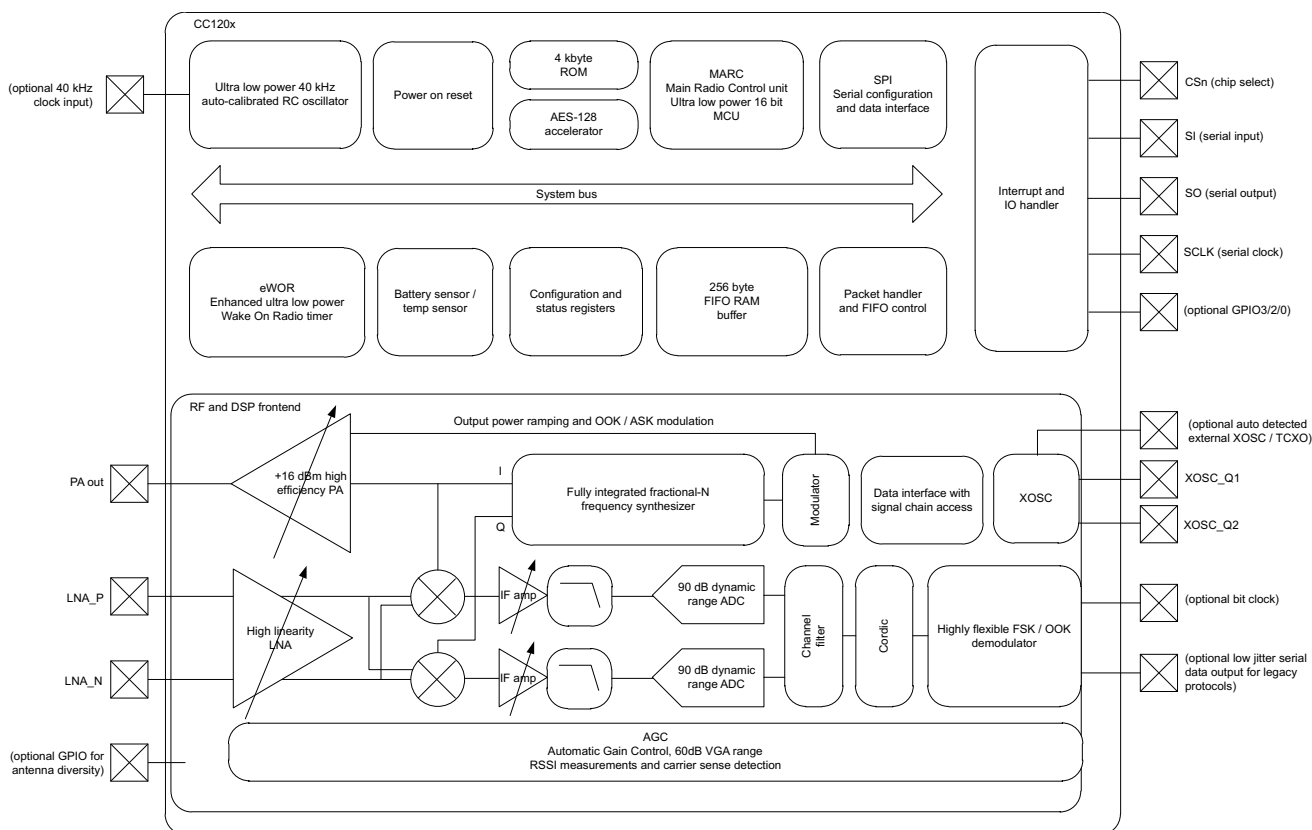 CC120x
(optional 40 kHz
clock input)
Ultra low power 40 kHz
auto-calibrated RC oscillator
Power on reset
4 kbyte
ROM
AES-128
accelerator
MARC
Main Radio Control unit
Ultra low power 16 bit
MCU
SPI
Serial configuration
and data interface
Interrupt and
IO handler
CSn (chip select)
SI (serial input)
SO (serial output)
SCLK (serial clock)
(optional GPIO3/2/0)
System bus
eWOR
Enhanced ultra low power
Wake On Radio timer
Battery sensor /
temp sensor
Configuration and
status registers
256 byte
FIFO RAM
buffer
Packet handler
and FIFO control
RF and DSP frontend
Output power ramping and OOK / ASK modulation
(optional auto detected
external XOSC / TCXO)
PA out
+16 dBm high
efficiency PA
I
Q
Fully integrated fractional-N
frequency synthesizer
Modulator
Data interface with
signal chain access
XOSC
XOSC_Q1
XOSC_Q2
LNA_P
LNA_N
High linearity
LNA
IF amp
90 dB dynamic
range ADC
IF amp
90 dB dynamic
range ADC
Channel
filter
Cordic
Highly flexible FSK / OOK
demodulator
(optional bit clock)
(optional low jitter serial
data output for legacy
protocols)
(optional GPIO for
antenna diversity)
AGC
Automatic Gain Control, 60dB VGA range
RSSI measurements and carrier sense detection